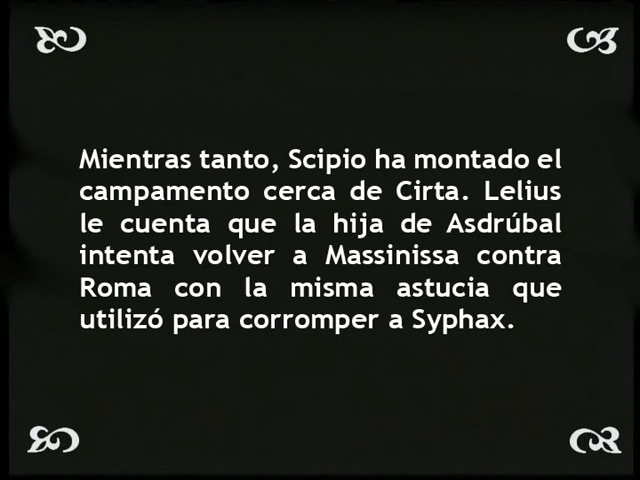 Mientras tanto, Scipio ha montado el
campamento cerca de Cirta. Lelius
le cuenta que la hija de Asdrúbal
intenta volver a Massinissa contra
Roma con la misma astucia que
utilizó para corromper a Syphax.